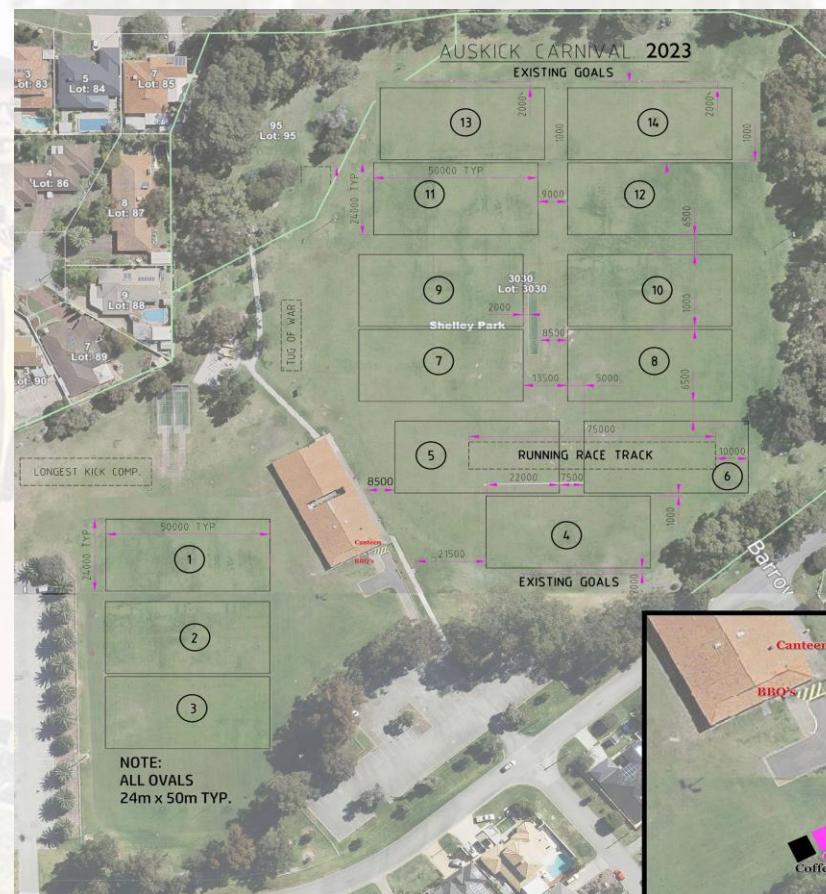 AUSKICK CARNIVAL 2023
EXISTING GOALS
3
Lot: 83
5
Lot: 84
7
Lot: 85
95
Lot: 95
4
Lot: 86
8
Lot: 87
9
Lot: 88
7
Lot: 89
3
Lot: 90
13
2000
1000
14
2000
1000
50000 TYP.
24000 TYP
11
9000
12
6500
9
3030
Lot: 3030
2000
10
1000
TUG OF WAR
Shelley Park
7
8500
8
13500
5000
6500
75000
5
RUNNING RACE TRACK
10000
6
LONGEST KICK COMP.
8500
22000
7500
1000
50000 TYP.
24000 TYP
1
Canteen
BBQ's
21500
4
EXISTING GOALS
Barrow
2
3
NOTE:
ALL OVALS
24m x 50m TYP.
Canteen
BBQ's